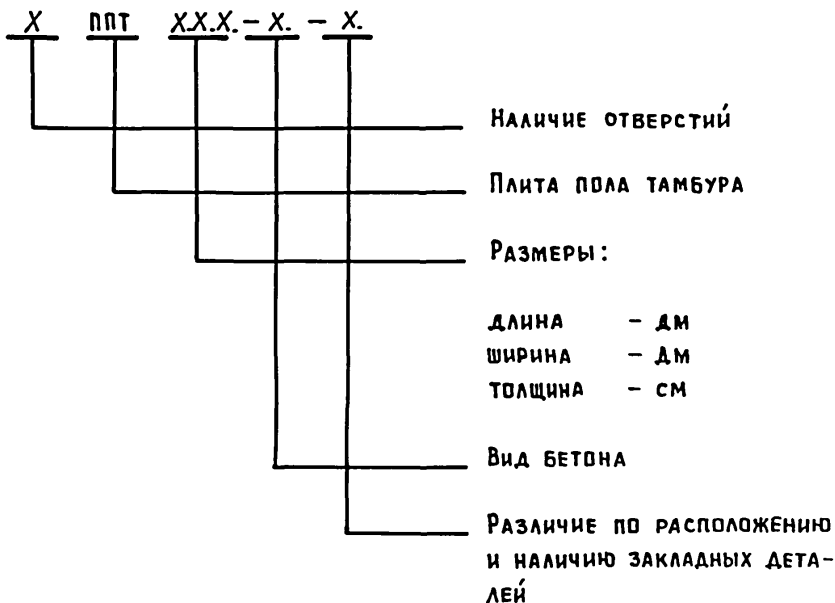 X ППТ X.X.X. - X. - X.
Наличие отверстий
Плита пола тамбура
Размеры:
длина - дм
ширина - дм
толщина - см
Вид бетона
Различие по расположению
и наличию закладных дета-
лей